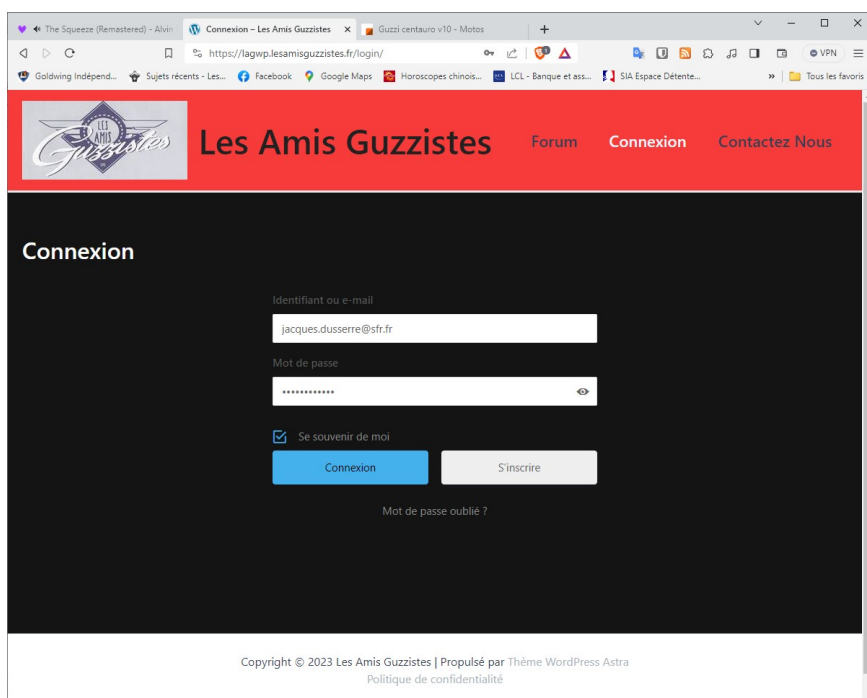 The Squeeze (Remastered) - Alvin
Connexion – Les Amis Guzzistes
Guzzi centauro v10 - Motos
https://lagwp.lesamisguzzistes.fr/login/
VPN
Goldwing Indépend...
Sujets récents - Les...
Facebook
Google Maps
Horoscopes chinois...
LCL - Banque et ass...
SIA Espace Détente...
»
Tous les favoris
LES
AMIS
Guzzistes
Les Amis Guzzistes
Forum
Connexion
Contactez Nous
Connexion
Identifiant ou e-mail
jacques.dusserre@sfr.fr
Mot de passe
••••••••••••
Se souvenir de moi
Connexion
S'inscrire
Mot de passe oublié ?
Copyright © 2023 Les Amis Guzzistes | Propulsé par Thème WordPress Astra
Politique de confidentialité